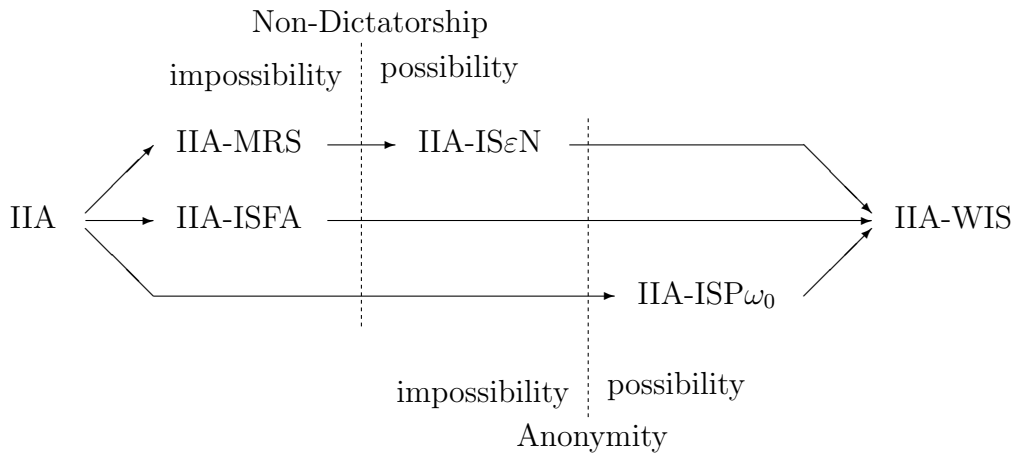 Non-Dictatorship
impossibility possibility
IIA-MRS IIA-ISεN
IIA IIA-ISFA IIA-WIS
IIA-ISPω₀
impossibility possibility
Anonymity